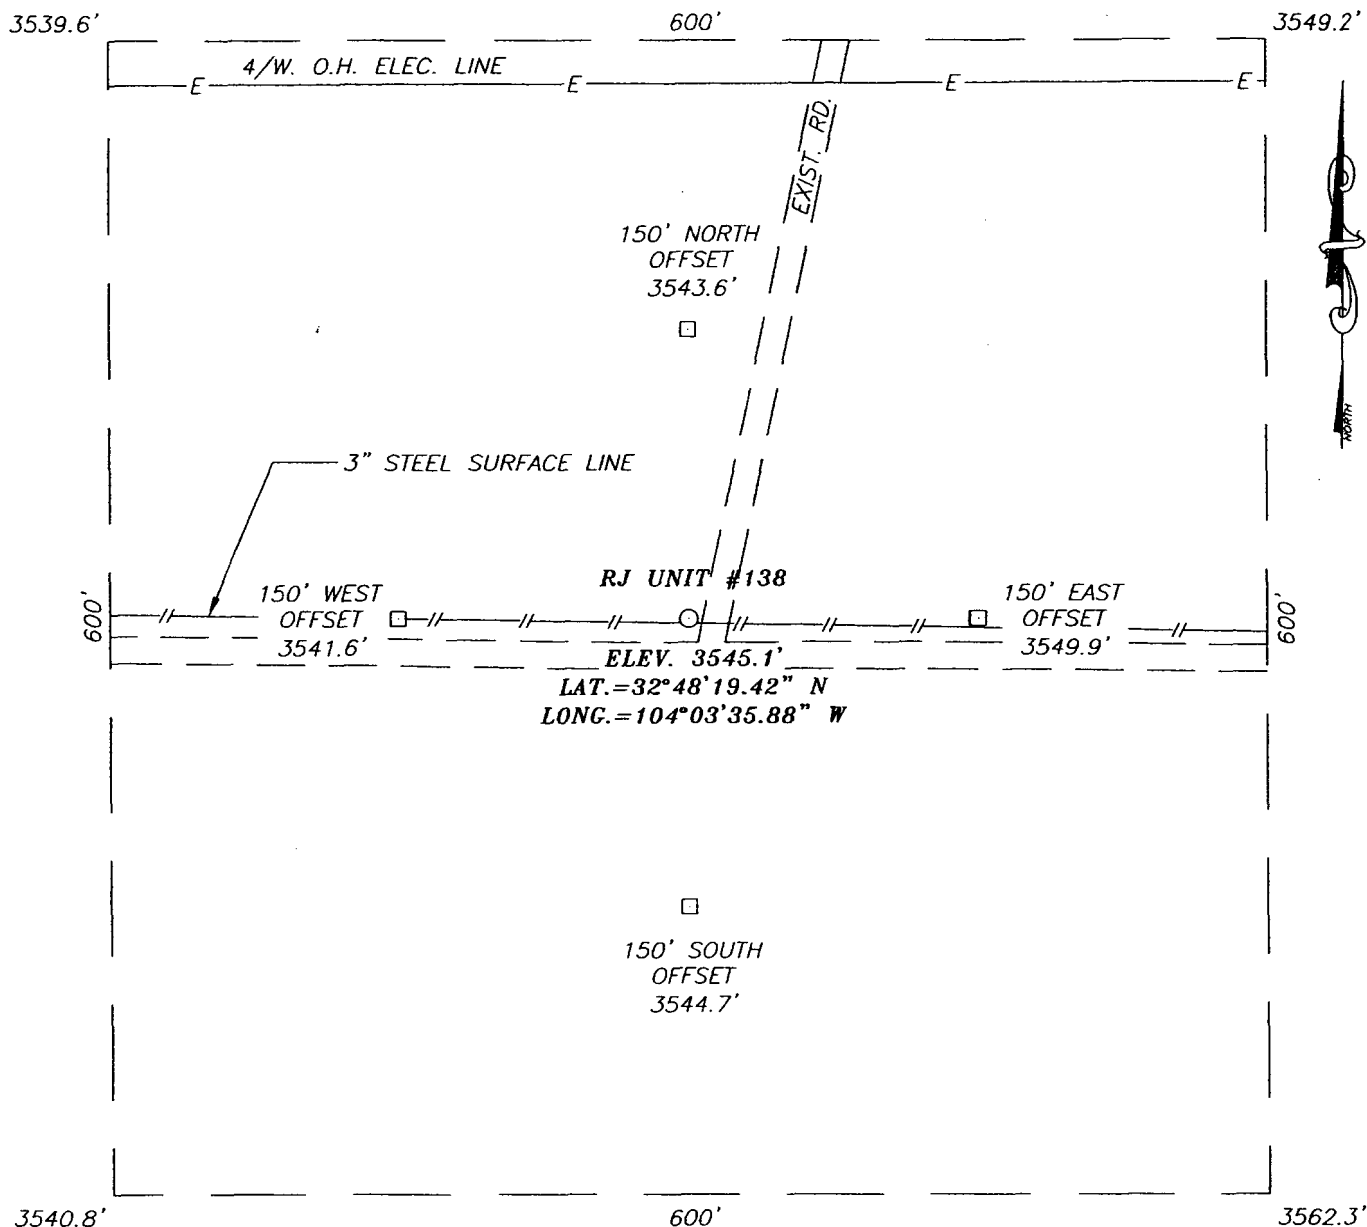 3539.6' 600' 3549.2'
4/W. O.H. ELEC. LINE
E E E E
EXIST. RD.
150' NORTH
OFFSET
3543.6'
NORTH
3" STEEL SURFACE LINE
RJ UNIT #138
600'
150' WEST
OFFSET
3541.6'
150' EAST
OFFSET
3549.9'
600'
ELEV. 3545.1'
LAT.=32°48'19.42" N
LONG.=104°03'35.88" W
150' SOUTH
OFFSET
3544.7'
3540.8' 600' 3562.3'